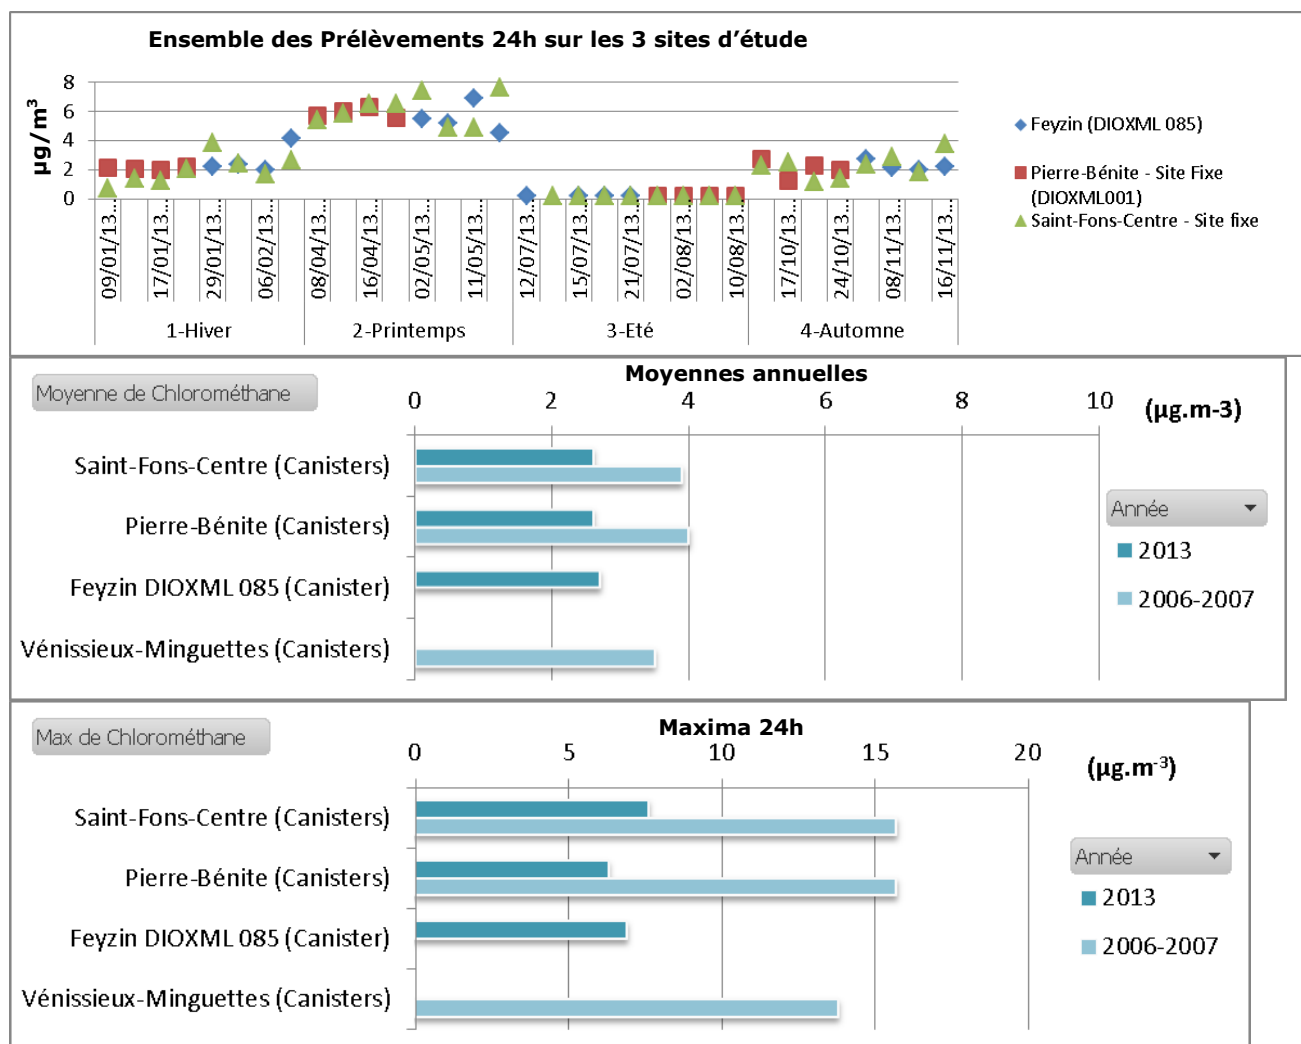 Ensemble des Prélèvements 24h sur les 3 sites d'étude
µg/m³
8
6
4
2
0
09/01/13...
17/01/13...
29/01/13...
06/02/13...
08/04/13...
16/04/13...
02/05/13...
11/05/13...
12/07/13...
15/07/13...
21/07/13...
02/08/13...
10/08/13...
17/10/13...
24/10/13...
08/11/13...
16/11/13...
1-Hiver
2-Printemps
3-Eté
4-Automne
Feyzin (DIOXML 085)
Pierre-Bénite - Site Fixe
(DIOXML001)
Saint-Fons-Centre - Site fixe
Moyenne de Chlorométhane
Moyennes annuelles
0 2 4 6 8 10 (µg.m-3)
Saint-Fons-Centre (Canisters)
Pierre-Bénite (Canisters)
Feyzin DIOXML 085 (Canister)
Vénissieux-Minguettes (Canisters)
Année
2013
2006-2007
Max de Chlorométhane
Maxima 24h
0 5 10 15 20 (µg.m-3)
Saint-Fons-Centre (Canisters)
Pierre-Bénite (Canisters)
Feyzin DIOXML 085 (Canister)
Vénissieux-Minguettes (Canisters)
Année
2013
2006-2007